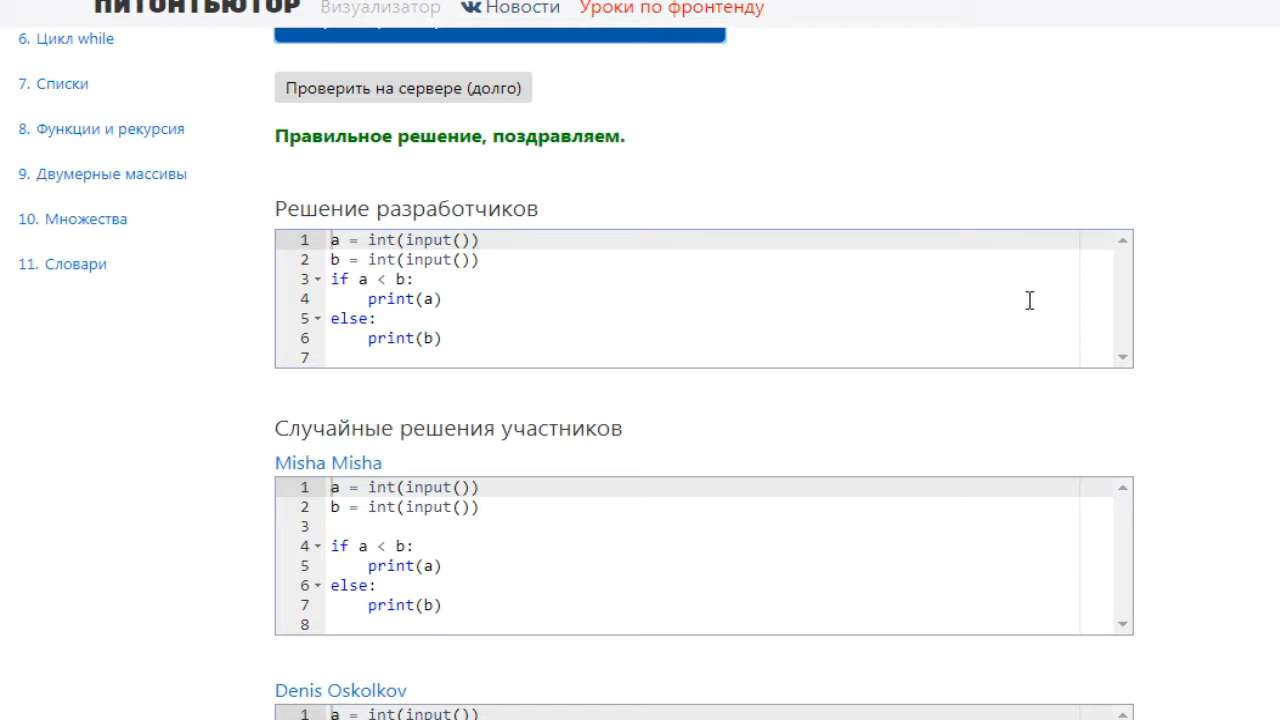 ПИТОНТЬЮТОР Визуализатор Новости Уроки по фронтенду
6. Цикл while
7. Списки
8. Функции и рекурсия
9. Двумерные массивы
10. Множества
11. Словари
Проверить на сервере (долго)
Правильное решение, поздравляем.
Решение разработчиков
1 a = int(input())
2 b = int(input())
3 if a < b:
4     print(a)
5 else:
6     print(b)
7
Случайные решения участников
Misha Misha
1 a = int(input())
2 b = int(input())
3
4 if a < b:
5     print(a)
6 else:
7     print(b)
8
Denis Oskolkov
1 a = int(input())